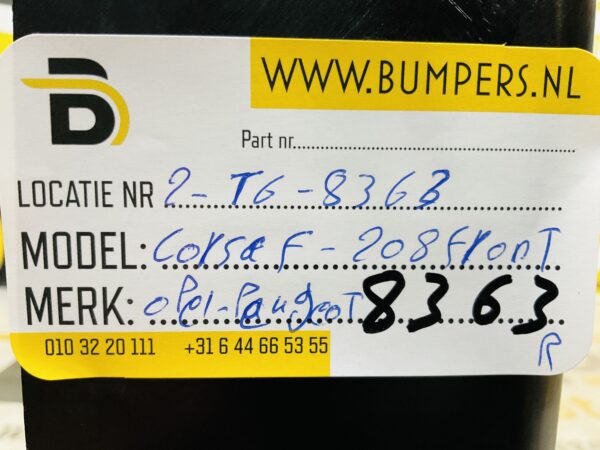 B
WWW.BUMPERS.NL
Part nr.
LOCATIE NR 2-T6-8363
MODEL: Corsa F - 208 front
MERK: opel-Peugeot 8363
010 32 20 111 +31 6 44 66 53 55
R